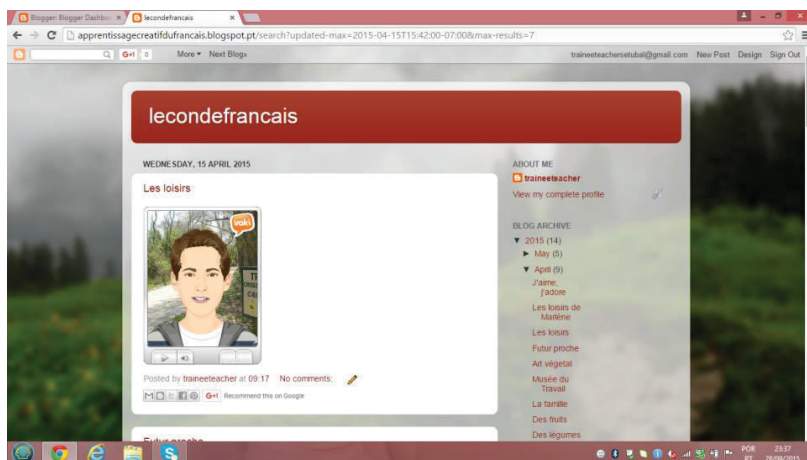 Blogger: Blogger Dashbo
lecondefrancais
apprentissagecreatifdufrancais.blogspot.pt/search?updated-max=2015-04-15T15:42:00-07:00&max-results=7
G+1 0 More Next Blog»
traineeteachersetubal@gmail.com New Post Design Sign Out
lecondefrancais
WEDNESDAY, 15 APRIL 2015
Les loisirs
voki
Posted by traineeteacher at 09:17 No comments:
G+1 Recommend this on Google
Futur proche
ABOUT ME
traineeteacher
View my complete profile
BLOG ARCHIVE
▼ 2015 (14)
► May (5)
▼ April (9)
J'aime,
j'adore
Les loisirs de
Marlène
Les loisirs
Futur proche
Art végétal
Musée du
Travail
La famille
Des fruits
Des légumes
POR 23:37
PT 28/09/2015